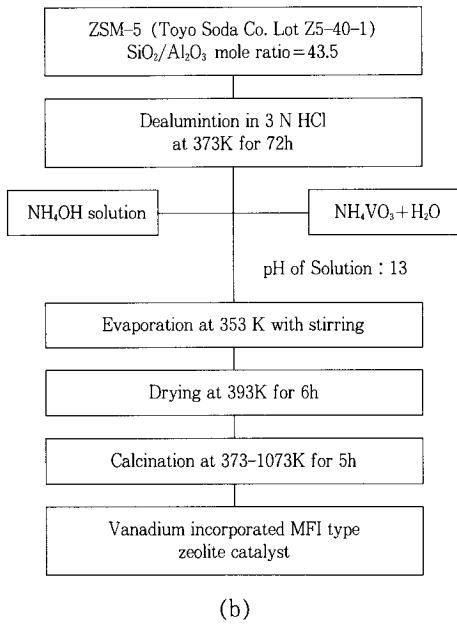 ZSM-5 (Toyo Soda Co. Lot Z5-40-1)
SiO₂/Al₂O₃ mole ratio=43.5
Dealumintion in 3 N HCl
at 373K for 72h
NH₄OH solution
NH₄VO₃+H₂O
pH of Solution : 13
Evaporation at 353 K with stirring
Drying at 393K for 6h
Calcination at 373-1073K for 5h
Vanadium incorporated MFI type
zeolite catalyst
(b)